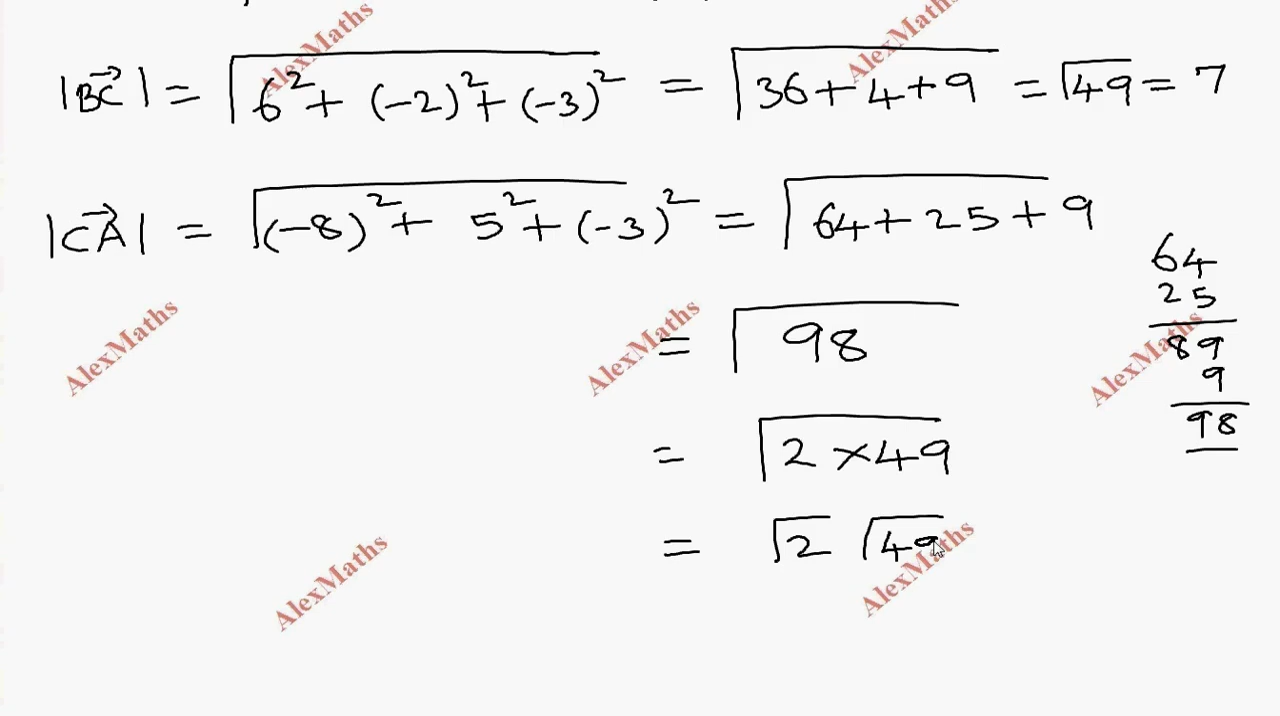 AlexMaths AlexMaths
|BC⃗| = √6² + (-2)² + (-3)² = √36+4+9 = √49 = 7
|CA⃗| = √(-8)² + 5² + (-3)² = √64+25+9
64
25
AlexMaths = √98 AlexMaths AlexMaths 89
9
98
= √2×49
= √2 √49
AlexMaths AlexMaths